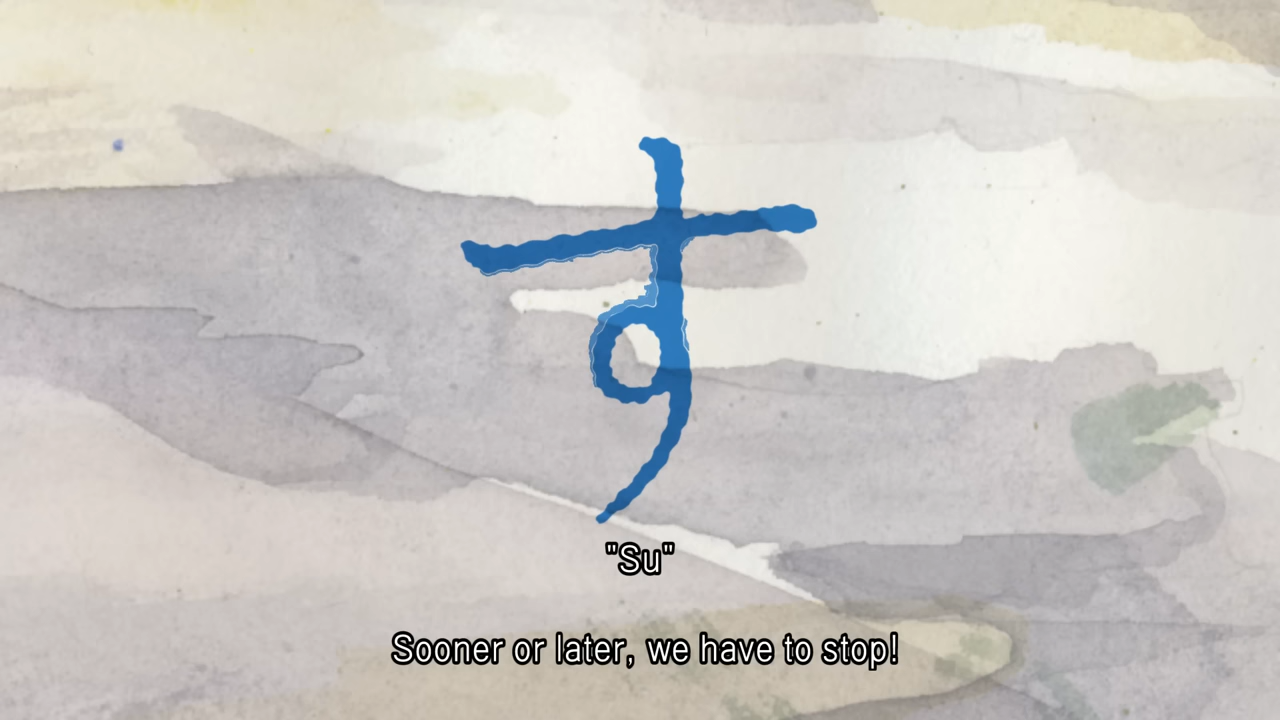 す
"Su"
Sooner or later, we have to stop!